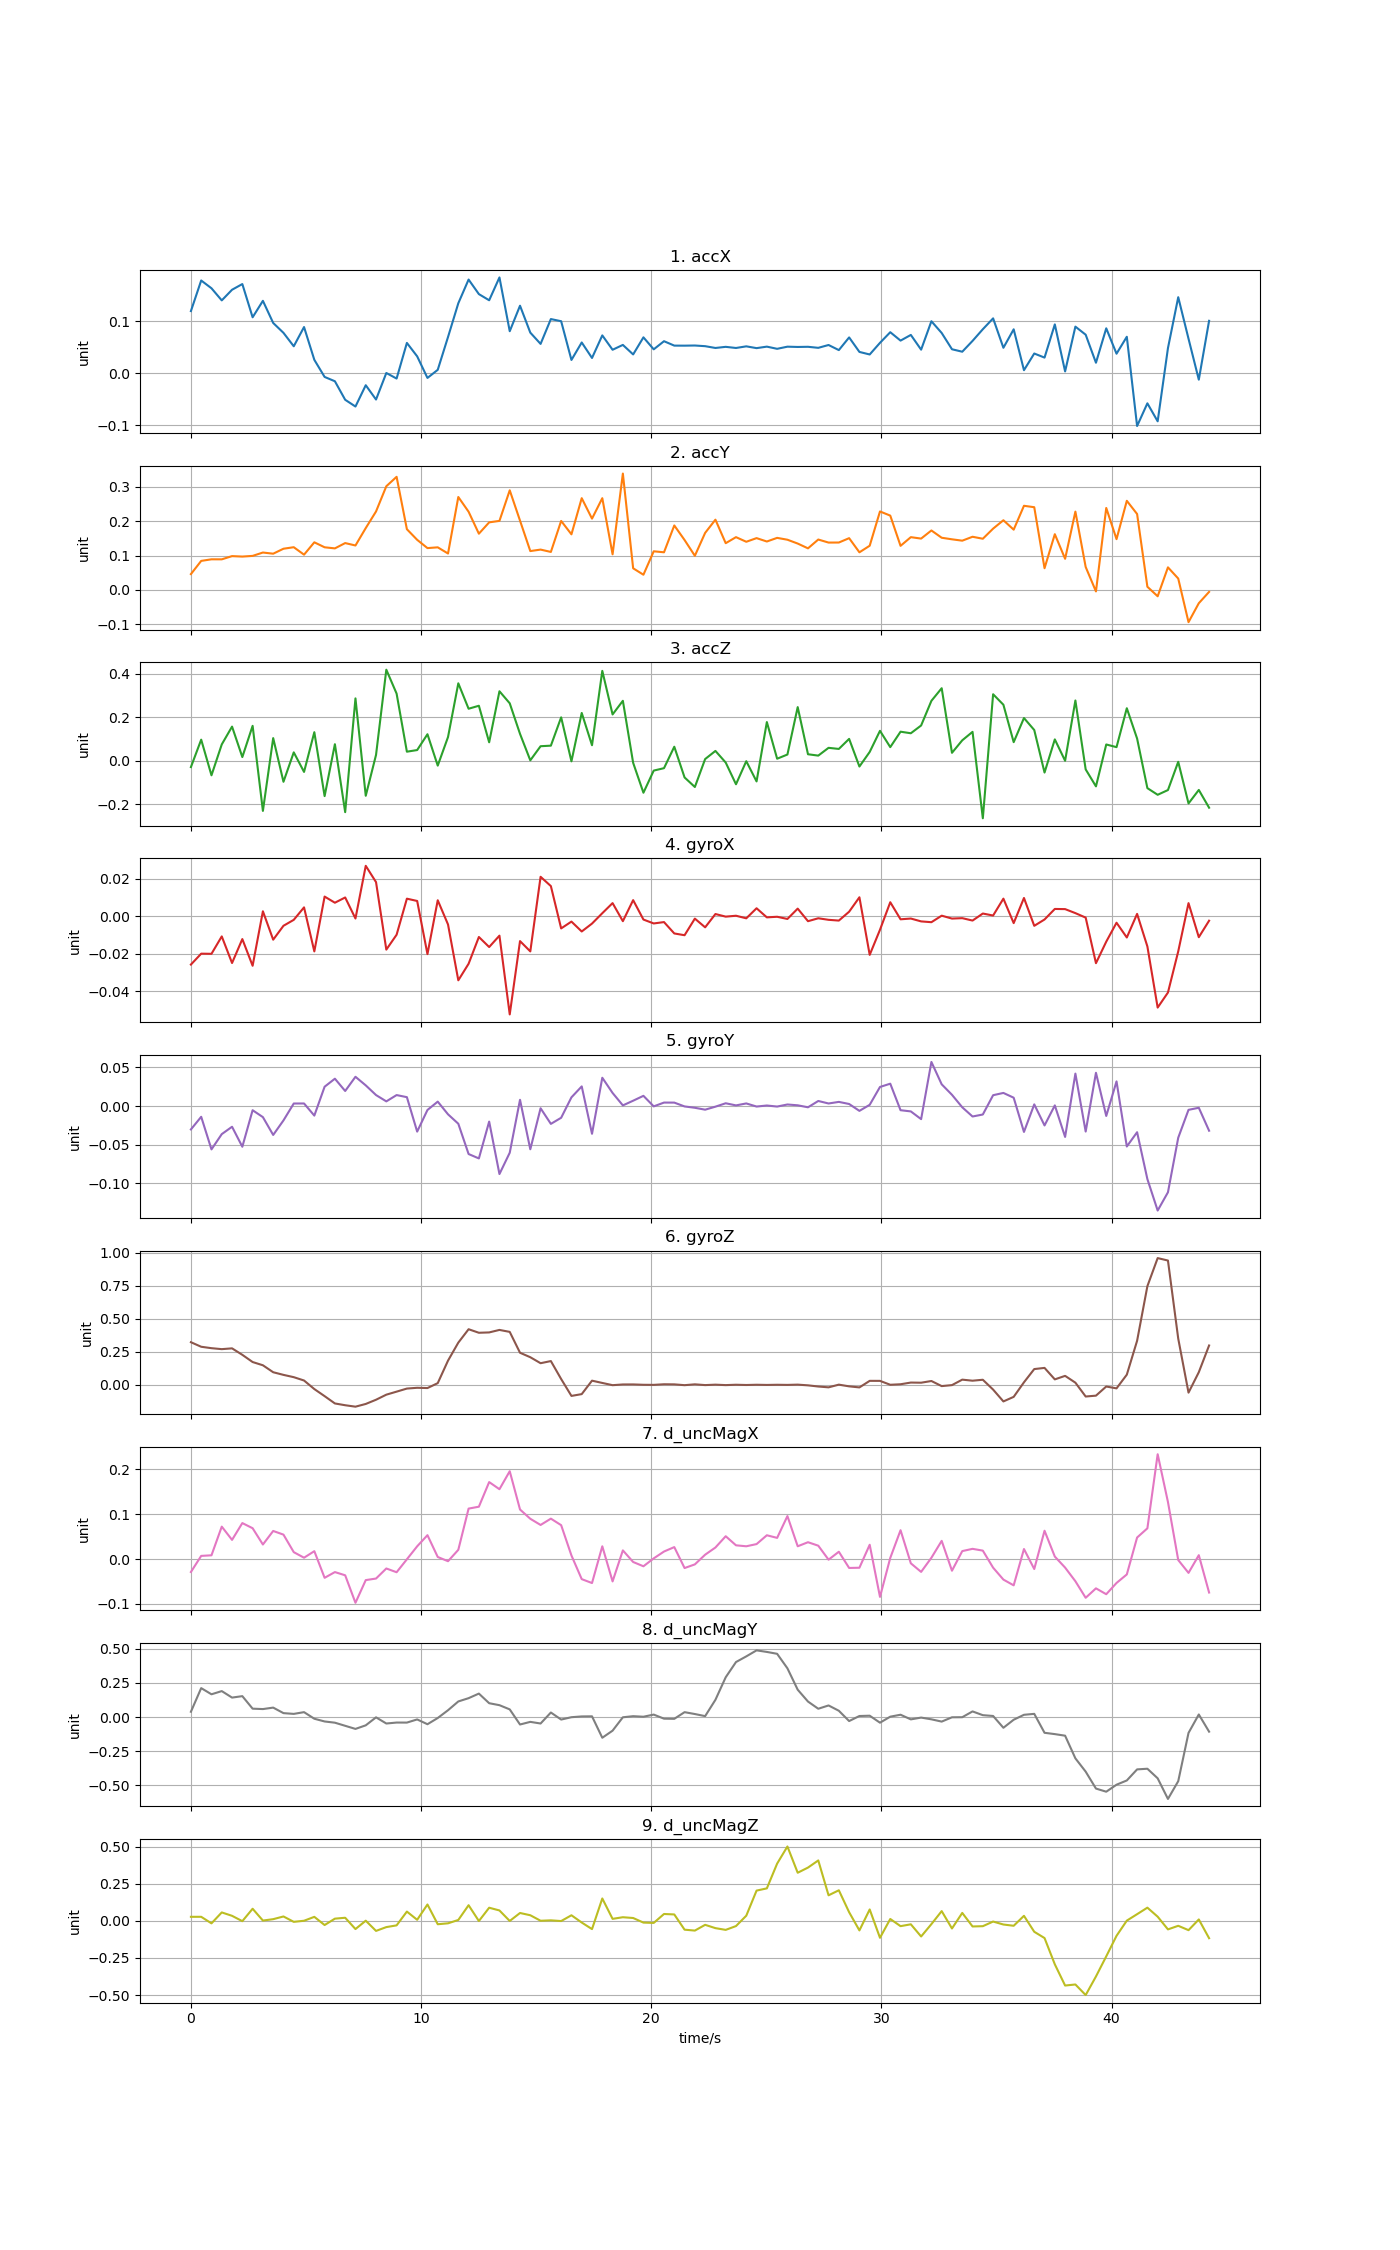 1. accX
0.1
0.0
−0.1
unit
2. accY
0.3
0.2
0.1
0.0
−0.1
unit
3. accZ
0.4
0.2
0.0
−0.2
unit
4. gyroX
0.02
0.00
−0.02
−0.04
unit
5. gyroY
0.05
0.00
−0.05
−0.10
unit
6. gyroZ
1.00
0.75
0.50
0.25
0.00
unit
7. d_uncMagX
0.2
0.1
0.0
−0.1
unit
8. d_uncMagY
0.50
0.25
0.00
−0.25
−0.50
unit
9. d_uncMagZ
0.50
0.25
0.00
−0.25
−0.50
unit
0 10 20 30 40
time/s